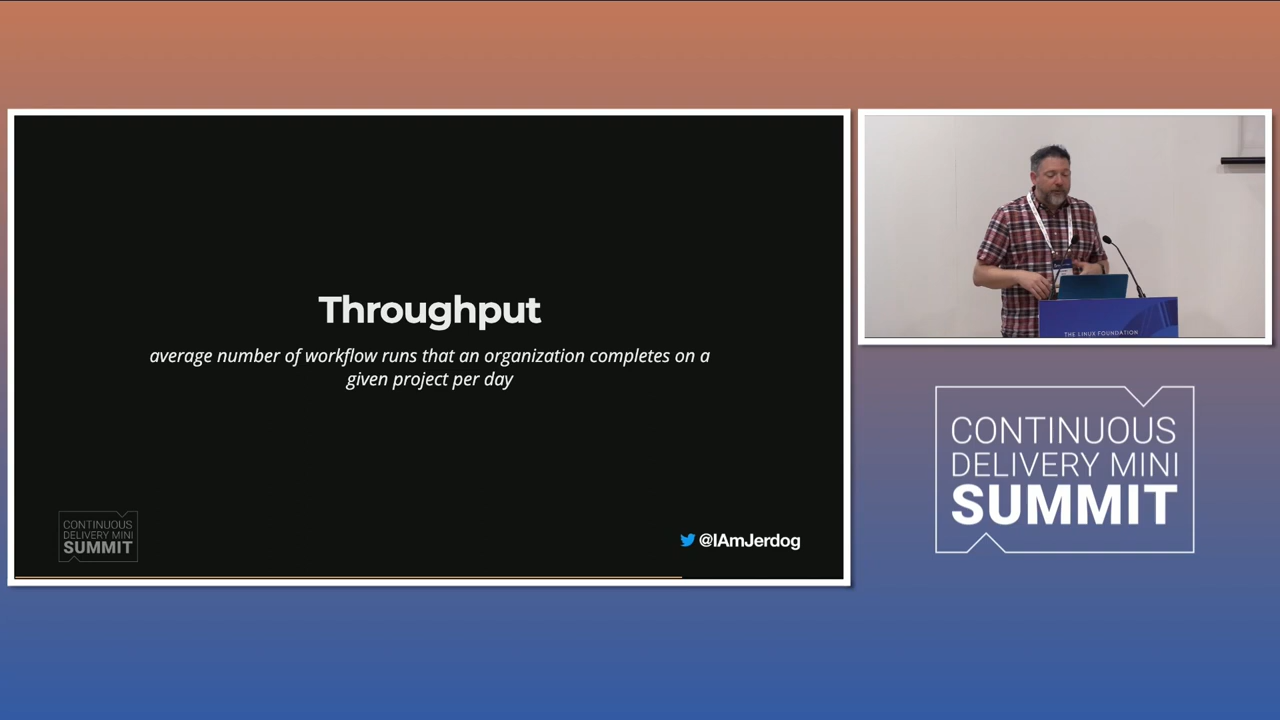 Throughput
average number of workflow runs that an organization completes on a
given project per day
CONTINUOUS
DELIVERY MINI
SUMMIT
@IAmJerdog
THE LINUX FOUNDATION
CONTINUOUS
DELIVERY MINI
SUMMIT